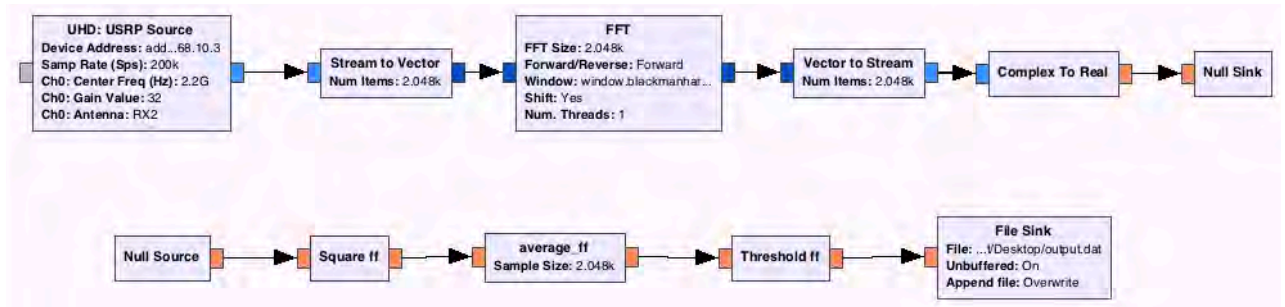 UHD: USRP Source
Device Address: add...68.10.3
Samp Rate (Sps): 200k
Ch0: Center Freq (Hz): 2.2G
Ch0: Gain Value: 32
Ch0: Antenna: RX2
Stream to Vector
Num Items: 2.048k
FFT
FFT Size: 2.048k
Forward/Reverse: Forward
Window: window.blackmanhar...
Shift: Yes
Num. Threads: 1
Vector to Stream
Num Items: 2.048k
Complex To Real
Null Sink
Null Source
Square ff
average_ff
Sample Size: 2.048k
Threshold ff
File Sink
File: ...t/Desktop/output.dat
Unbuffered: On
Append file: Overwrite